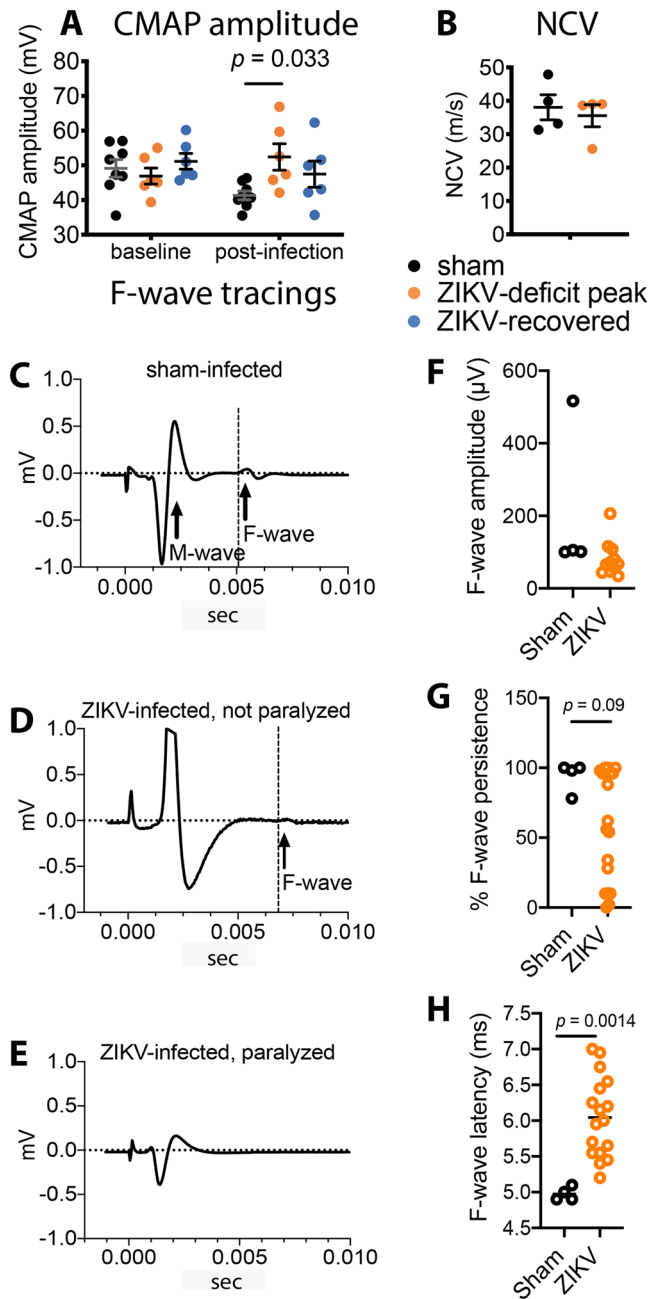 A CMAP amplitude
p = 0.033
CMAP amplitude (mV)
80
70
60
50
40
30
baseline post-infection
B NCV
NCV (m/s)
50
40
30
20
10
0
sham
ZIKV-deficit peak
ZIKV-recovered
F-wave tracings
C sham-infected
mV
1.0
0.5
0.0
-0.5
-1.0
M-wave
F-wave
0.000 0.005 0.010
sec
D ZIKV-infected, not paralyzed
mV
1.0
0.5
0.0
-0.5
-1.0
F-wave
0.000 0.005 0.010
sec
E ZIKV-infected, paralyzed
mV
1.0
0.5
0.0
-0.5
-1.0
0.000 0.005 0.010
sec
F
F-wave amplitude (μV)
600
400
200
0
Sham ZIKV
G
p = 0.09
% F-wave persistence
150
100
50
0
Sham ZIKV
H
p = 0.0014
F-wave latency (ms)
7.5
7.0
6.5
6.0
5.5
5.0
4.5
Sham ZIKV